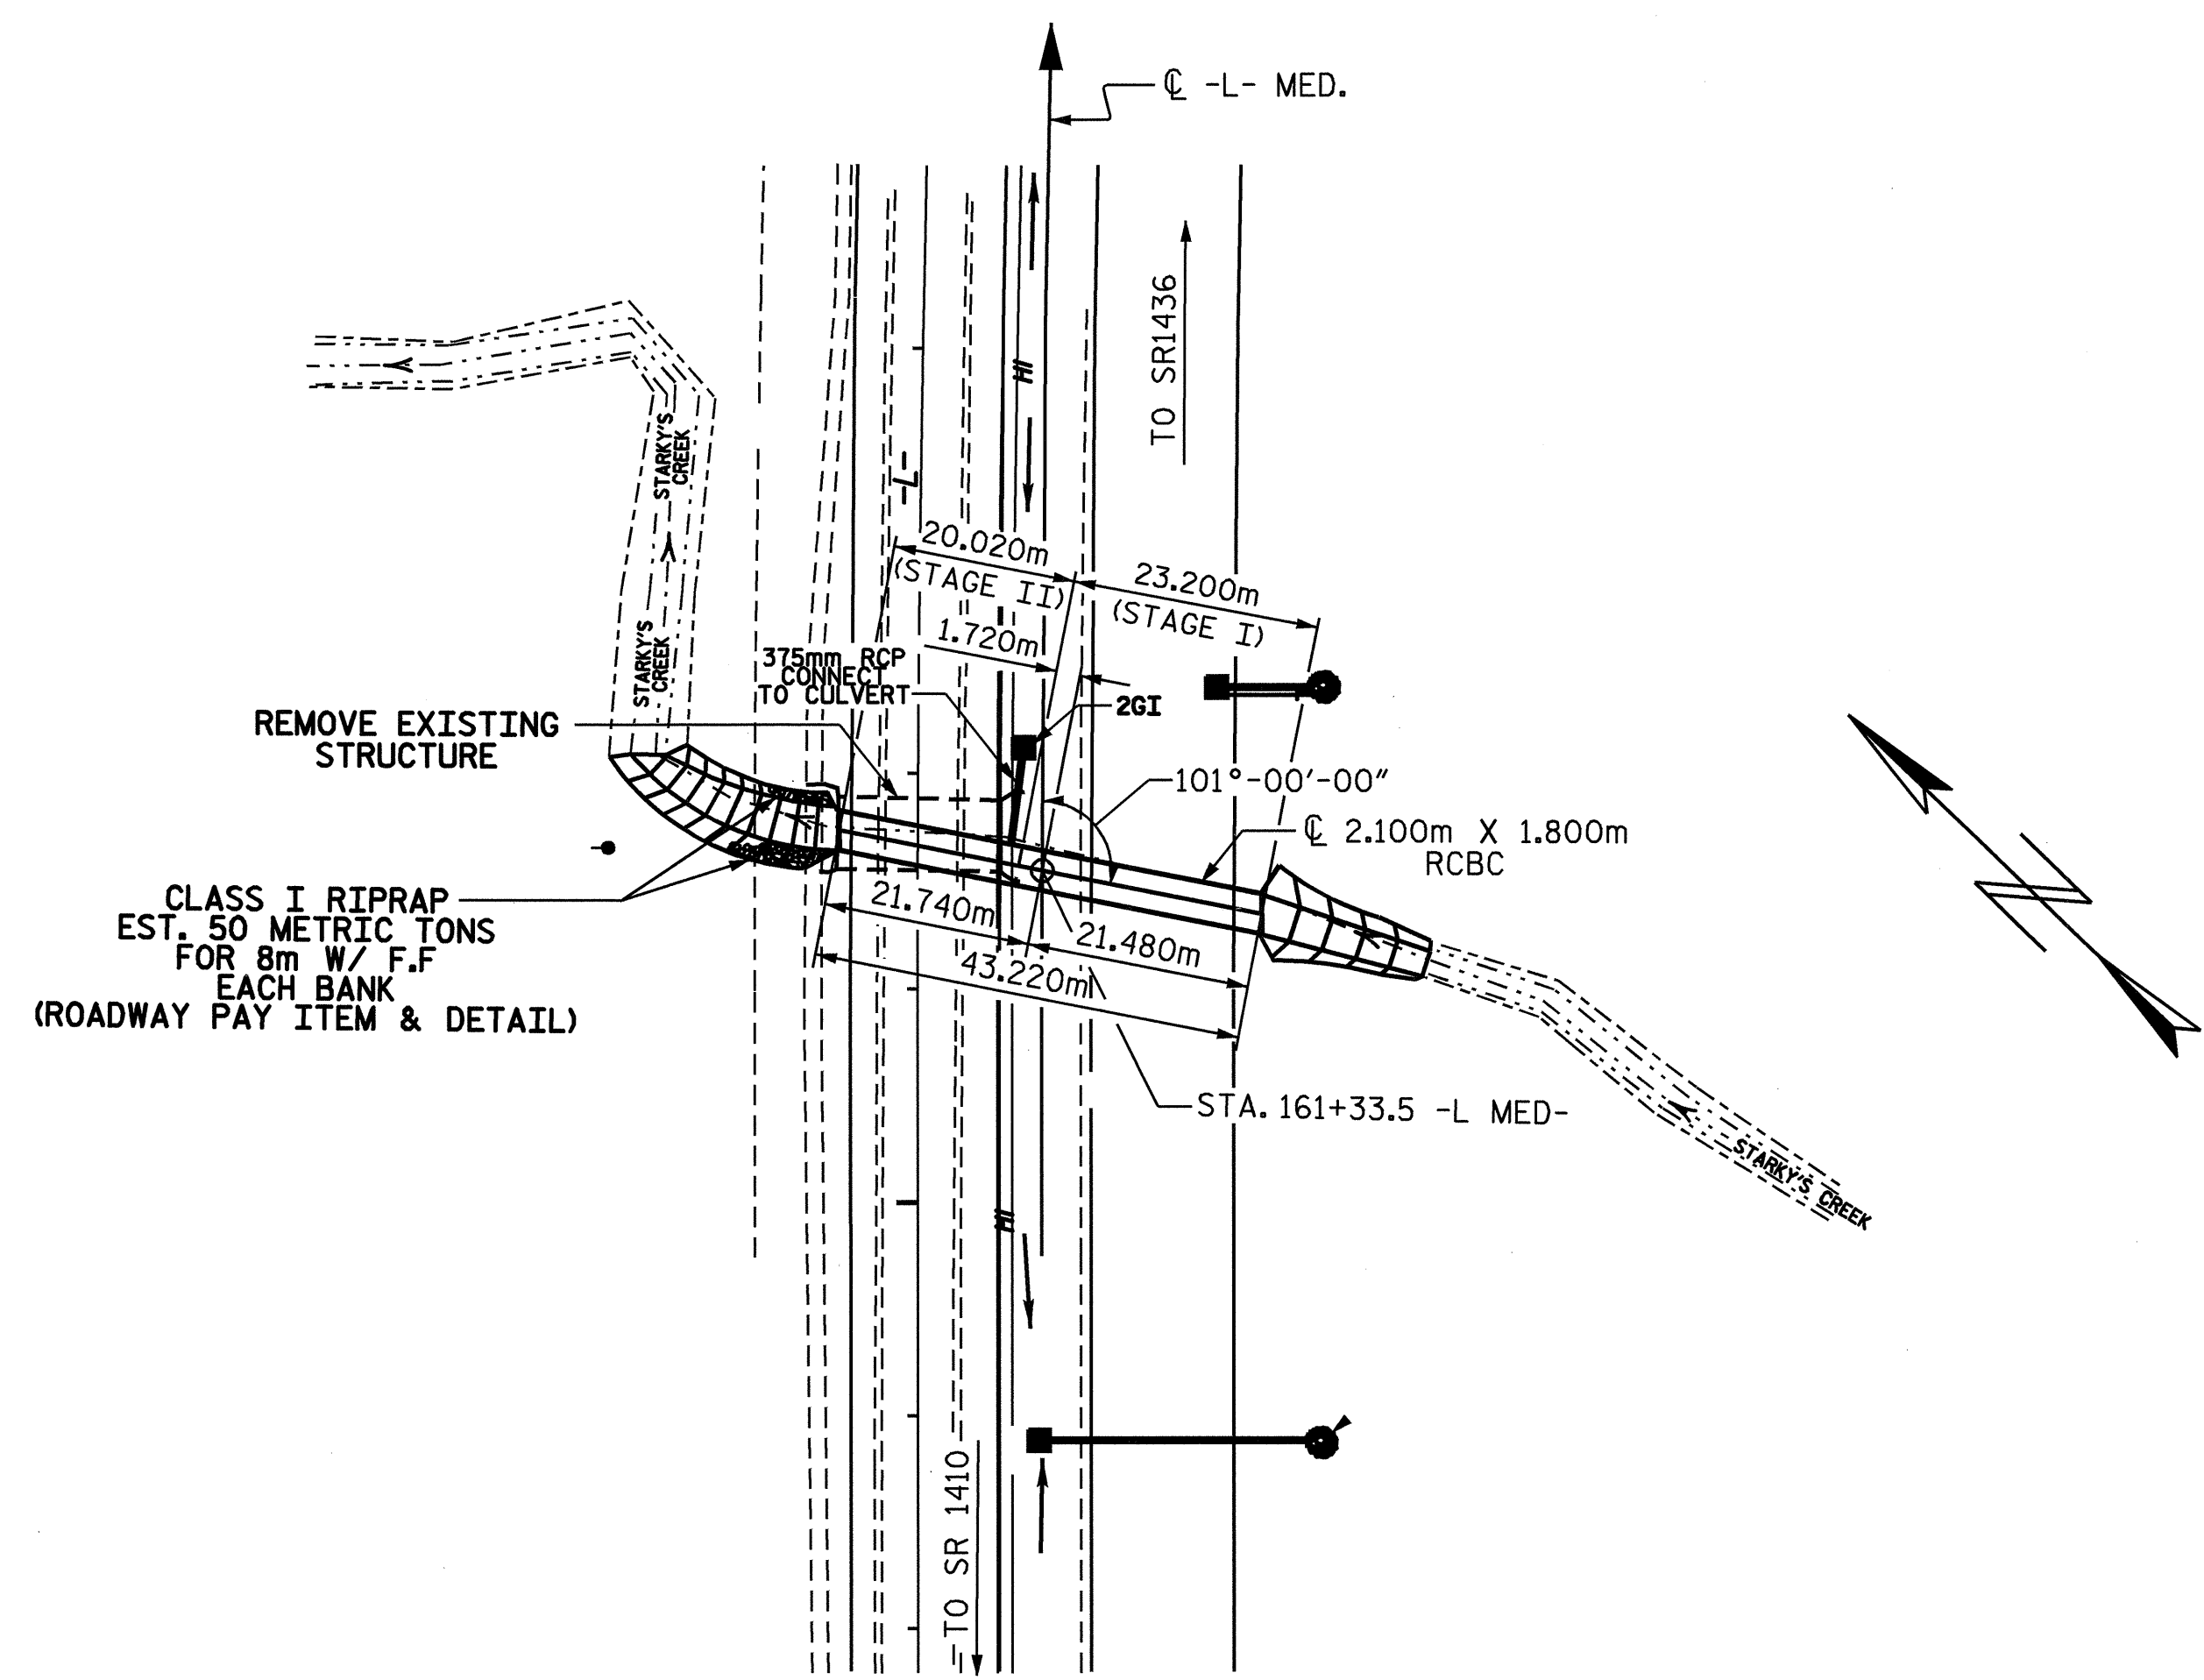 ℄ -L- MED.
TO SR1436
HI
STARKY'S
CREEK
-L-
20.020m
(STAGE II)
23.200m
(STAGE I)
1.720m
STARKY'S
CREEK
375mm RCP
CONNECT
TO CULVERT
2GI
REMOVE EXISTING
STRUCTURE
101°-00'-00"
℄ 2.100m X 1.800m
RCBC
CLASS I RIPRAP
EST. 50 METRIC TONS
FOR 8m W/ F.F
EACH BANK
(ROADWAY PAY ITEM & DETAIL)
21.740m
21.480m
43.220m
STA. 161+33.5 -L MED-
STARKY'S CREEK
HI
TO SR 1410
N